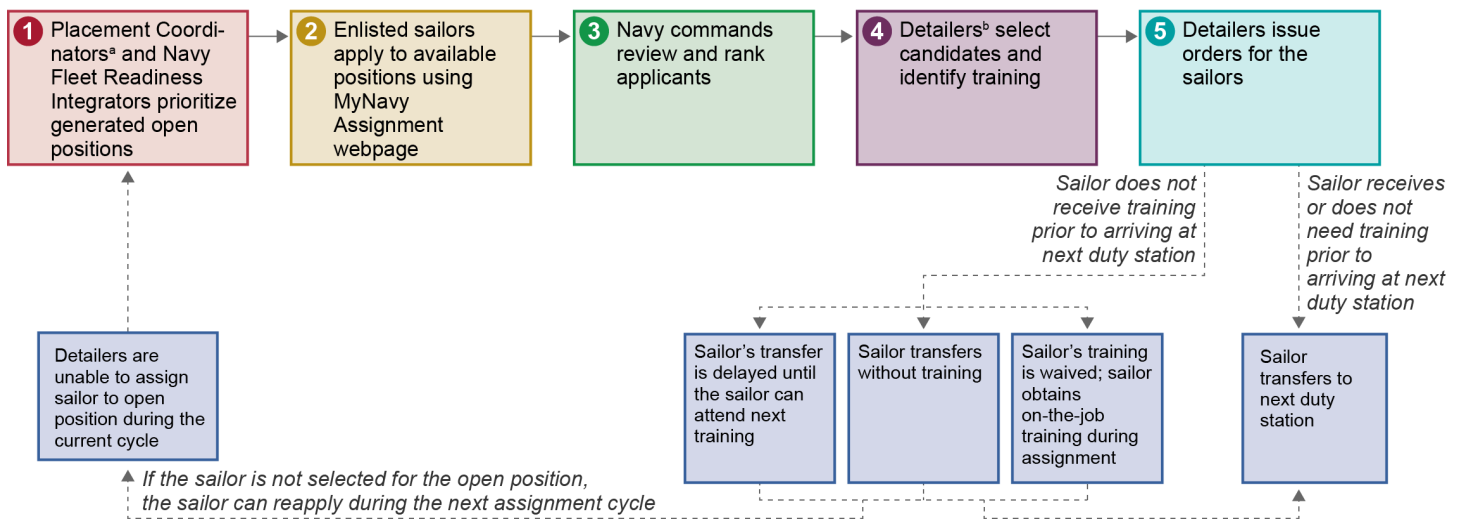 1 Placement Coordi-
natorsᵃ and Navy
Fleet Readiness
Integrators prioritize
generated open
positions
2 Enlisted sailors
apply to available
positions using
MyNavy
Assignment
webpage
3 Navy commands
review and rank
applicants
4 Detailersᵇ select
candidates and
identify training
5 Detailers issue
orders for the
sailors
Sailor does not
receive training
prior to arriving at
next duty station
Sailor receives
or does not
need training
prior to
arriving at next
duty station
Detailers are
unable to assign
sailor to open
position during the
current cycle
Sailor’s transfer
is delayed until
the sailor can
attend next
training
Sailor transfers
without training
Sailor’s training
is waived; sailor
obtains
on-the-job
training during
assignment
Sailor
transfers to
next duty
station
If the sailor is not selected for the open position,
the sailor can reapply during the next assignment cycle